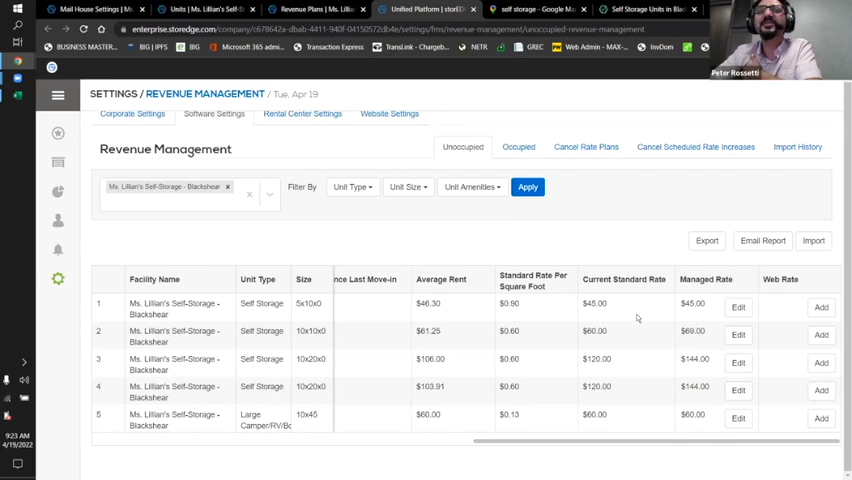 Mail House Settings | Ms.
Units | Ms. Lillian's Self-S
Revenue Plans | Ms. Lillian
Unified Platform | storED
self storage - Google Ma
Self Storage Units in Blac
enterprise.storedge.com/company/c678642a-dbab-4411-940f-04150572db4e/settings/fms/revenue-management/unoccupied-revenue-management
BUSINESS MASTER...
BIG | IPFS
BIG
Microsoft 365 admi...
Transaction Express
TransLink - Chargeb...
NETR
GREC
PW
Web Admin - MAX-...
InvDom
Peter Rossetti
SETTINGS / REVENUE MANAGEMENT / Tue, Apr 19
Corporate Settings
Software Settings
Rental Center Settings
Website Settings
Revenue Management
Unoccupied
Occupied
Cancel Rate Plans
Cancel Scheduled Rate Increases
Import History
Ms. Lillian's Self-Storage - Blackshear
Filter By
Unit Type
Unit Size
Unit Amenities
Apply
Export
Email Report
Import
Facility Name
Unit Type
Size
nce Last Move-in
Average Rent
Standard Rate Per
Square Foot
Current Standard Rate
Managed Rate
Web Rate
1 Ms. Lillian's Self-Storage - Self Storage 5x10x0 $46.30 $0.90 $45.00 $45.00 Edit Add
Blackshear
2 Ms. Lillian's Self-Storage - Self Storage 10x10x0 $61.25 $0.60 $60.00 $69.00 Edit Add
Blackshear
3 Ms. Lillian's Self-Storage - Self Storage 10x20x0 $106.00 $0.60 $120.00 $144.00 Edit Add
Blackshear
4 Ms. Lillian's Self-Storage - Self Storage 10x20x0 $103.91 $0.60 $120.00 $144.00 Edit Add
Blackshear
5 Ms. Lillian's Self-Storage - Large 10x45 $60.00 $0.13 $60.00 $60.00 Edit Add
Blackshear Camper/RV/Bo
9:23 AM
4/19/2022